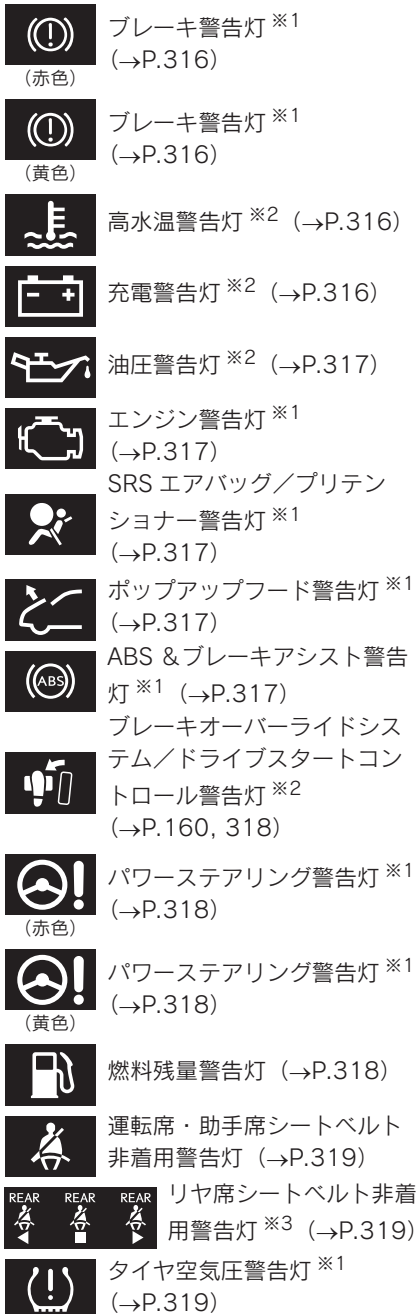 ブレーキ警告灯 ※1
(→P.316)
(赤色)
ブレーキ警告灯 ※1
(→P.316)
(黄色)
高水温警告灯 ※2 (→P.316)
充電警告灯 ※2 (→P.316)
油圧警告灯 ※2 (→P.317)
エンジン警告灯 ※1
(→P.317)
SRS エアバッグ／プリテン
ショナー警告灯 ※1
(→P.317)
ポップアップフード警告灯 ※1
(→P.317)
ABS
ABS ＆ブレーキアシスト警告
灯 ※1 (→P.317)
ブレーキオーバーライドシス
テム／ドライブスタートコン
トロール警告灯 ※2
(→P.160, 318)
パワーステアリング警告灯 ※1
(→P.318)
(赤色)
パワーステアリング警告灯 ※1
(→P.318)
(黄色)
燃料残量警告灯 (→P.318)
運転席・助手席シートベルト
非着用警告灯 (→P.319)
REAR REAR REAR
リヤ席シートベルト非着
用警告灯 ※3 (→P.319)
タイヤ空気圧警告灯 ※1
(→P.319)